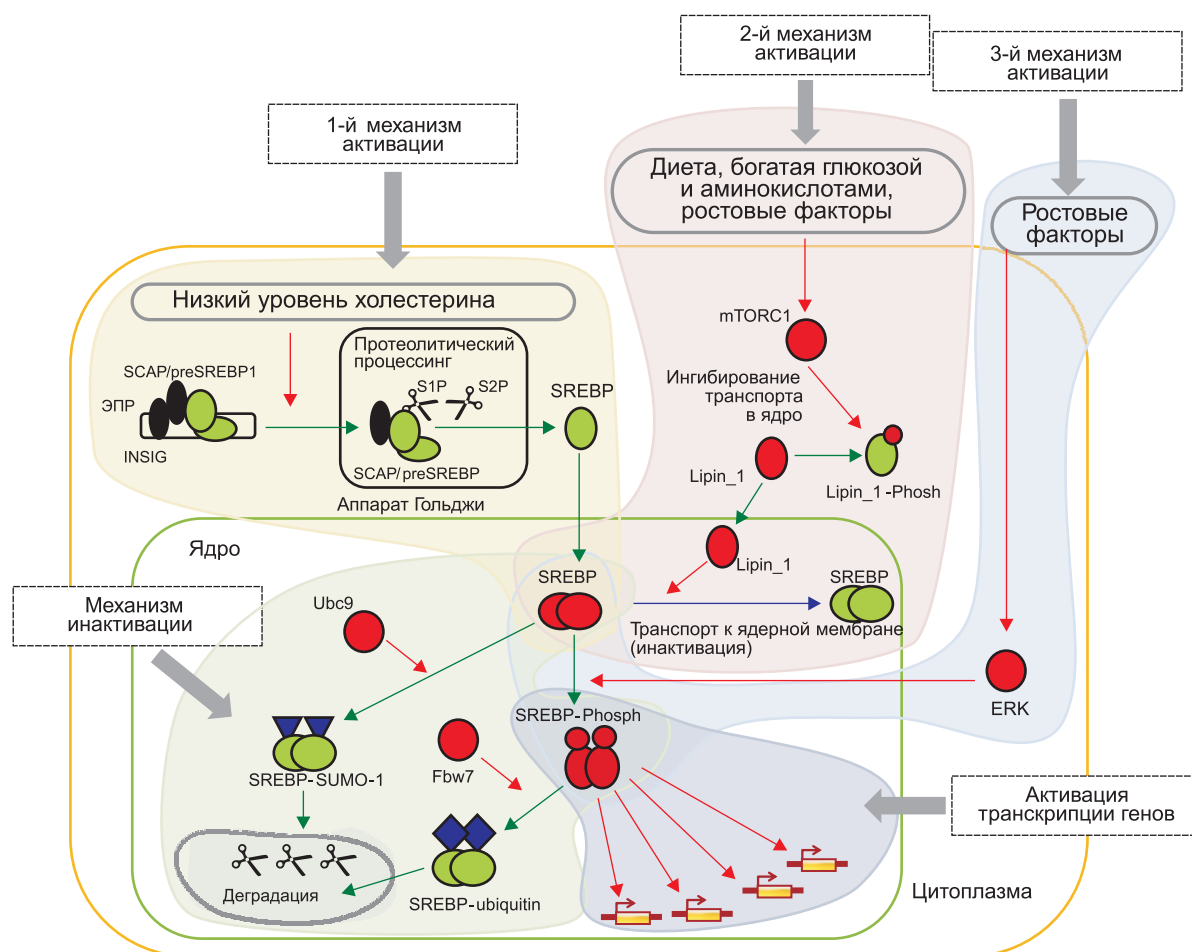 2-й механизм
активации
3-й механизм
активации
1-й механизм
активации
Диета, богатая глюкозой
и аминокислотами,
ростовые факторы
Ростовые
факторы
Низкий уровень холестерина
mTORC1
Протеолитический
процессинг
SCAP/preSREBP1
S1P
S2P
SREBP
Ингибирование
транспорта
в ядро
ЭПР
INSIG
SCAP/preSREBP
Lipin_1
Lipin_1-Phosh
Аппарат Гольджи
Ядро
Lipin_1
SREBP
SREBP
Механизм
инактивации
Ubc9
Транспорт к ядерной мембране
(инактивация)
ERK
SREBP-Phosph
Fbw7
SREBP-SUMO-1
Активация
транскрипции генов
Деградация
SREBP-ubiquitin
Цитоплазма